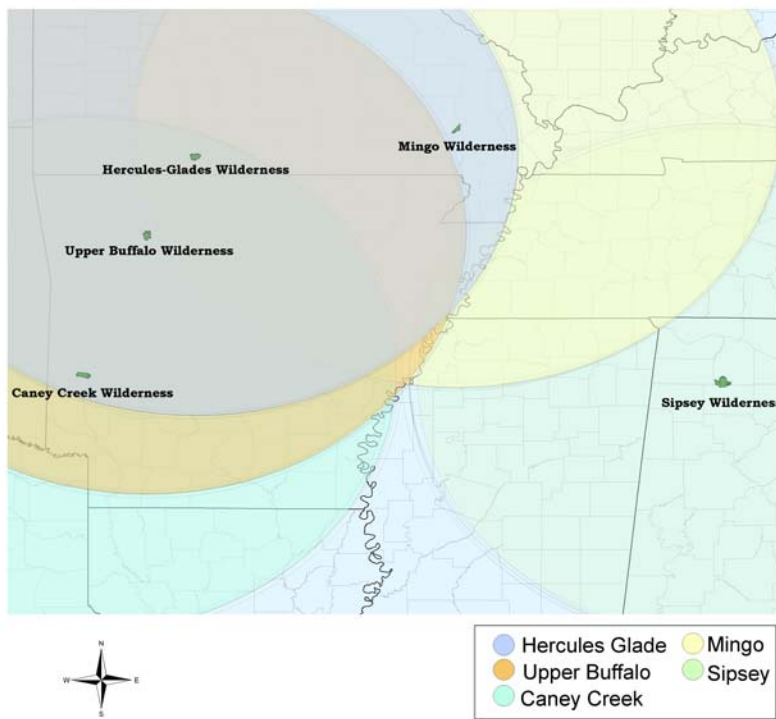 Mingo Wilderness
Hercules-Glades Wilderness
Upper Buffalo Wilderness
Caney Creek Wilderness
Sipsey Wilderness
N
W E
S
Hercules Glade
Mingo
Upper Buffalo
Sipsey
Caney Creek